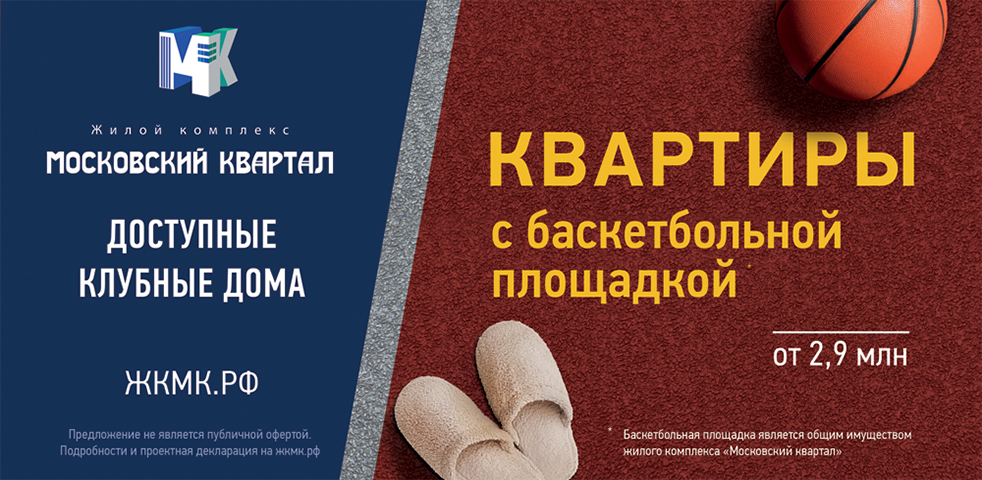 МК
Жилой комплекс
МОСКОВСКИЙ КВАРТАЛ
ДОСТУПНЫЕ
КЛУБНЫЕ ДОМА
ЖКМК.РФ
Предложение не является публичной офертой.
Подробности и проектная декларация на жкмк.рф
КВАРТИРЫ
с баскетбольной
площадкой*
от 2,9 млн
* Баскетбольная площадка является общим имуществом
жилого комплекса «Московский квартал»